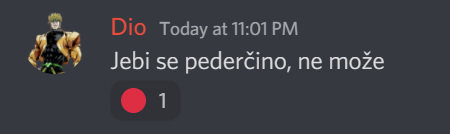 Dio Today at 11:01 PM
Jebi se pederčino, ne može
1